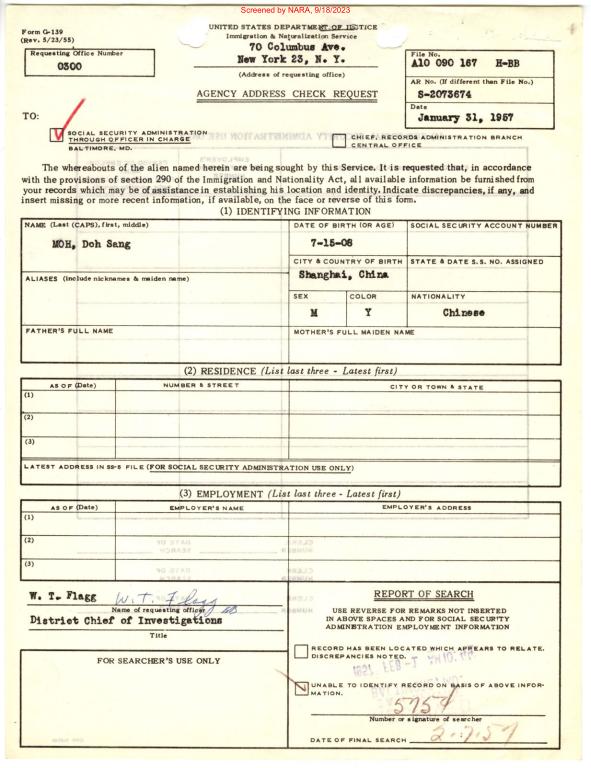 Screened by NARA, 9/18/2023
Form G-139
(Rev. 5/23/55)
UNITED STATES DEPARTMENT OF JUSTICE
Immigration & Naturalization Service
70 Columbus Ave.
New York 23, N. Y.
(Address of requesting office)
Requesting Office Number
0300
File No.
A10 090 167 H-BB
AR No. (If different than File No.)
S-2073674
Date
January 31, 1957
AGENCY ADDRESS CHECK REQUEST
TO:
SOCIAL SECURITY ADMINISTRATION
THROUGH OFFICER IN CHARGE
BALTIMORE, MD.
CHIEF, RECORDS ADMINISTRATION BRANCH
CENTRAL OFFICE
The whereabouts of the alien named herein are being sought by this Service. It is requested that, in accordance
with the provisions of section 290 of the Immigration and Nationality Act, all available information be furnished from
your records which may be of assistance in establishing his location and identity. Indicate discrepancies, if any, and
insert missing or more recent information, if available, on the face or reverse of this form.
(1) IDENTIFYING INFORMATION
NAME (Last (CAPS), first, middle)
MOH, Doh Sang
DATE OF BIRTH (OR AGE)
7-15-08
SOCIAL SECURITY ACCOUNT NUMBER
CITY & COUNTRY OF BIRTH
Shanghai, China
STATE & DATE S.S. NO. ASSIGNED
ALIASES (Include nicknames & maiden name)
SEX
M
COLOR
Y
NATIONALITY
Chinese
FATHER'S FULL NAME
MOTHER'S FULL MAIDEN NAME
(2) RESIDENCE (List last three - Latest first)
AS OF (Date) NUMBER & STREET CITY OR TOWN & STATE
(1)
(2)
(3)
LATEST ADDRESS IN SS-5 FILE (FOR SOCIAL SECURITY ADMINISTRATION USE ONLY)
(3) EMPLOYMENT (List last three - Latest first)
AS OF (Date) EMPLOYER'S NAME EMPLOYER'S ADDRESS
(1)
(2)
(3)
W. T. Flagg W. T. Flagg
Name of requesting officer
District Chief of Investigations
Title
FOR SEARCHER'S USE ONLY
REPORT OF SEARCH
USE REVERSE FOR REMARKS NOT INSERTED
IN ABOVE SPACES AND FOR SOCIAL SECURITY
ADMINISTRATION EMPLOYMENT INFORMATION
RECORD HAS BEEN LOCATED WHICH APPEARS TO RELATE.
DISCREPANCIES NOTED.
UNABLE TO IDENTIFY RECORD ON BASIS OF ABOVE INFOR-
MATION.
5757
Number or signature of searcher
DATE OF FINAL SEARCH 2-7-57